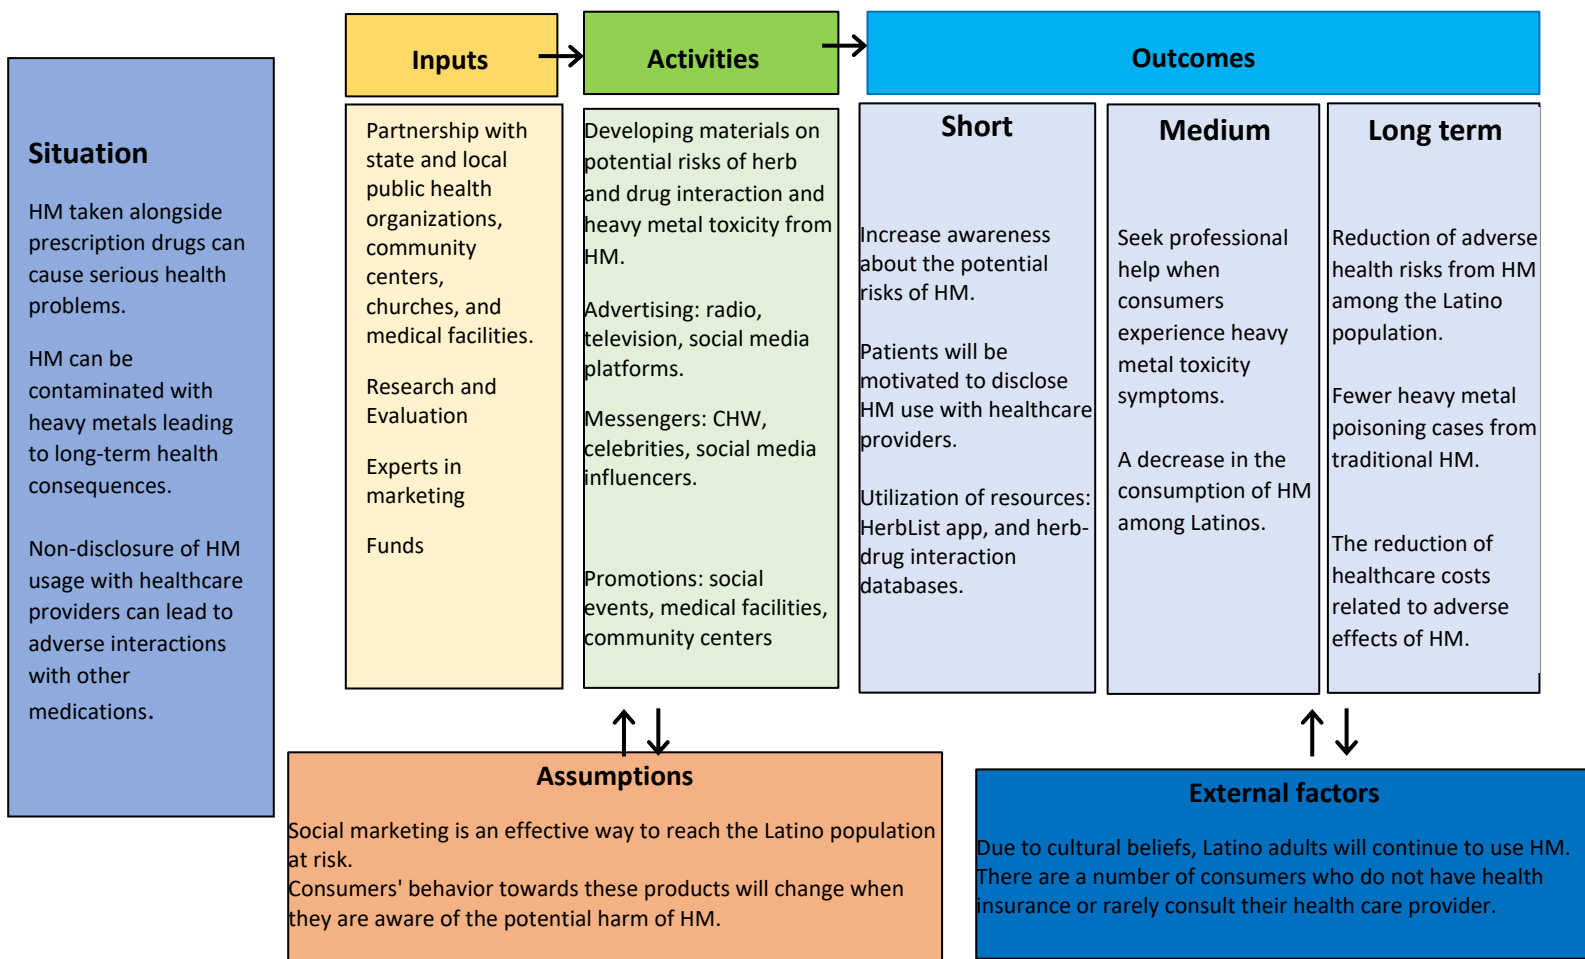 Situation
HM taken alongside
prescription drugs can
cause serious health
problems.
HM can be
contaminated with
heavy metals leading
to long-term health
consequences.
Non-disclosure of HM
usage with healthcare
providers can lead to
adverse interactions
with other
medications.
Inputs
Partnership with
state and local
public health
organizations,
community
centers,
churches, and
medical facilities.
Research and
Evaluation
Experts in
marketing
Funds
Activities
Developing materials on
potential risks of herb
and drug interaction and
heavy metal toxicity from
HM.
Advertising: radio,
television, social media
platforms.
Messengers: CHW,
celebrities, social media
influencers.
Promotions: social
events, medical facilities,
community centers
Outcomes
Short
Increase awareness
about the potential
risks of HM.
Patients will be
motivated to disclose
HM use with healthcare
providers.
Utilization of resources:
HerbList app, and herb-
drug interaction
databases.
Medium
Seek professional
help when
consumers
experience heavy
metal toxicity
symptoms.
A decrease in the
consumption of HM
among Latinos.
Long term
Reduction of adverse
health risks from HM
among the Latino
population.
Fewer heavy metal
poisoning cases from
traditional HM.
The reduction of
healthcare costs
related to adverse
effects of HM.
Assumptions
Social marketing is an effective way to reach the Latino population
at risk.
Consumers' behavior towards these products will change when
they are aware of the potential harm of HM.
External factors
Due to cultural beliefs, Latino adults will continue to use HM.
There are a number of consumers who do not have health
insurance or rarely consult their health care provider.